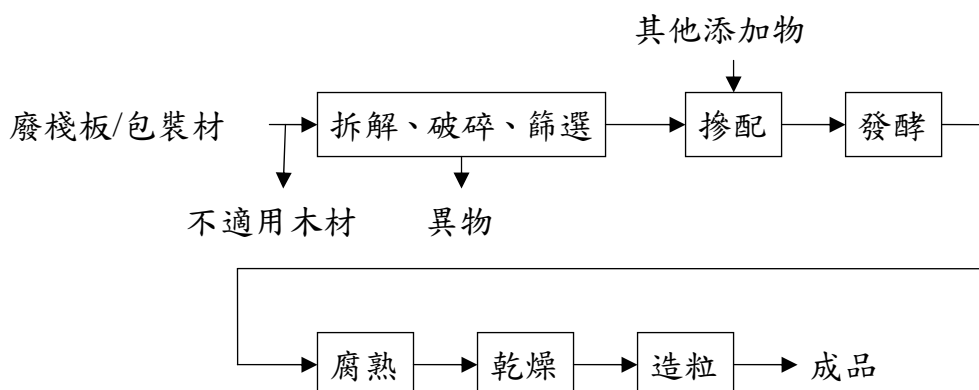 其他添加物
廢棧板/包裝材
拆解、破碎、篩選
摻配
發酵
不適用木材
異物
腐熟
乾燥
造粒
成品